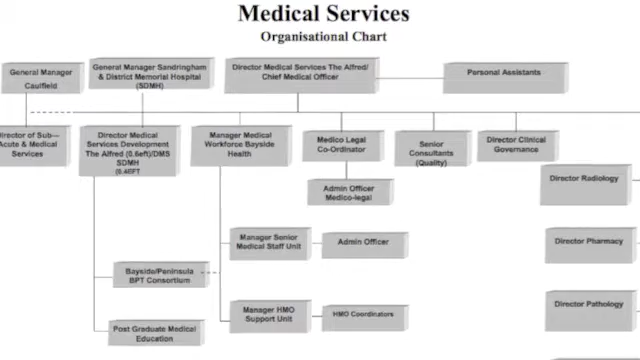 Medical Services
Organisational Chart
General Manager
Caulfield
General Manager Sandringham
& District Memorial Hospital
(SDMH)
Director Medical Services The Alfred/
Chief Medical Officer
Personal Assistants
Director of Sub-
Acute & Medical
Services
Director Medical
Services Development
The Alfred (0.6eft)/DMS
SDMH
(0.4EFT
Manager Medical
Workforce Bayside
Health
Medico Legal
Co-Ordinator
Senior
Consultants
(Quality)
Director Clinical
Governance
Admin Officer
Medico-legal
Director Radiology
Manager Senior
Medical Staff Unit
Admin Officer
Director Pharmacy
Bayside/Peninsula
BPT Consortium
Manager HMO
Support Unit
HMO Coordinators
Director Pathology
Post Graduate Medical
Education